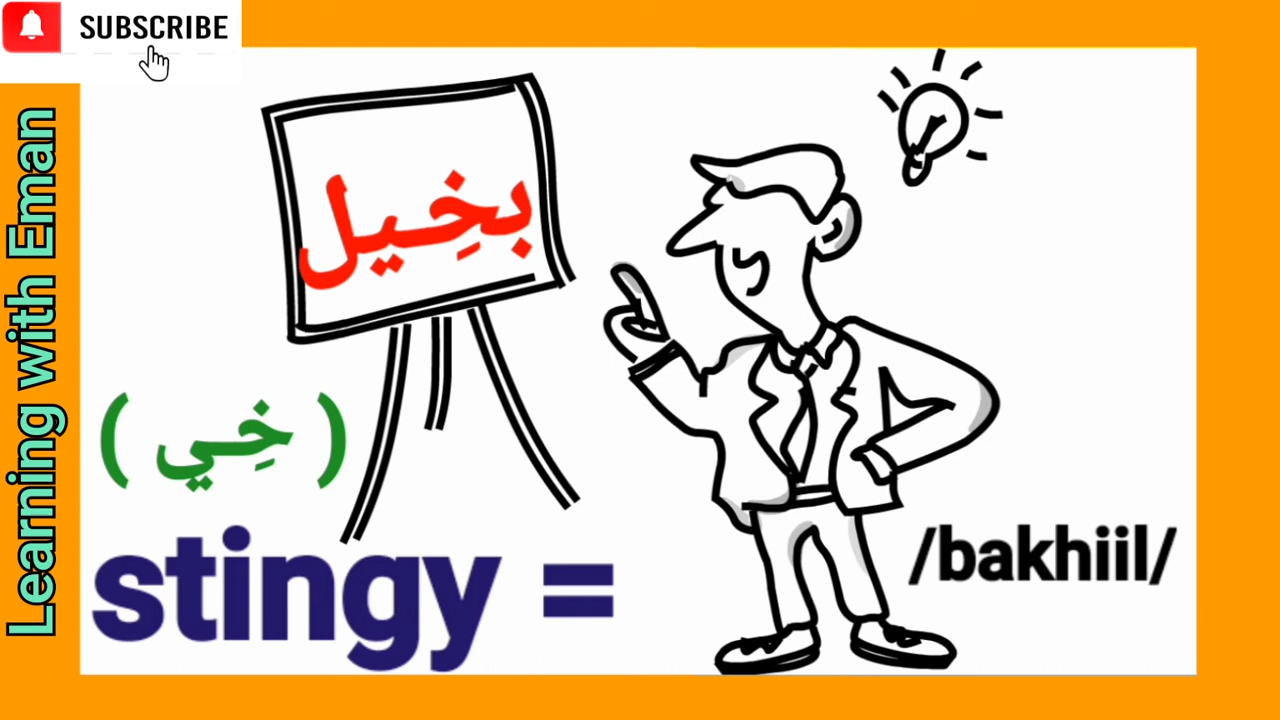 SUBSCRIBE
Learning with Eman
بخِيل
( خِي )
stingy =
/bakhiil/